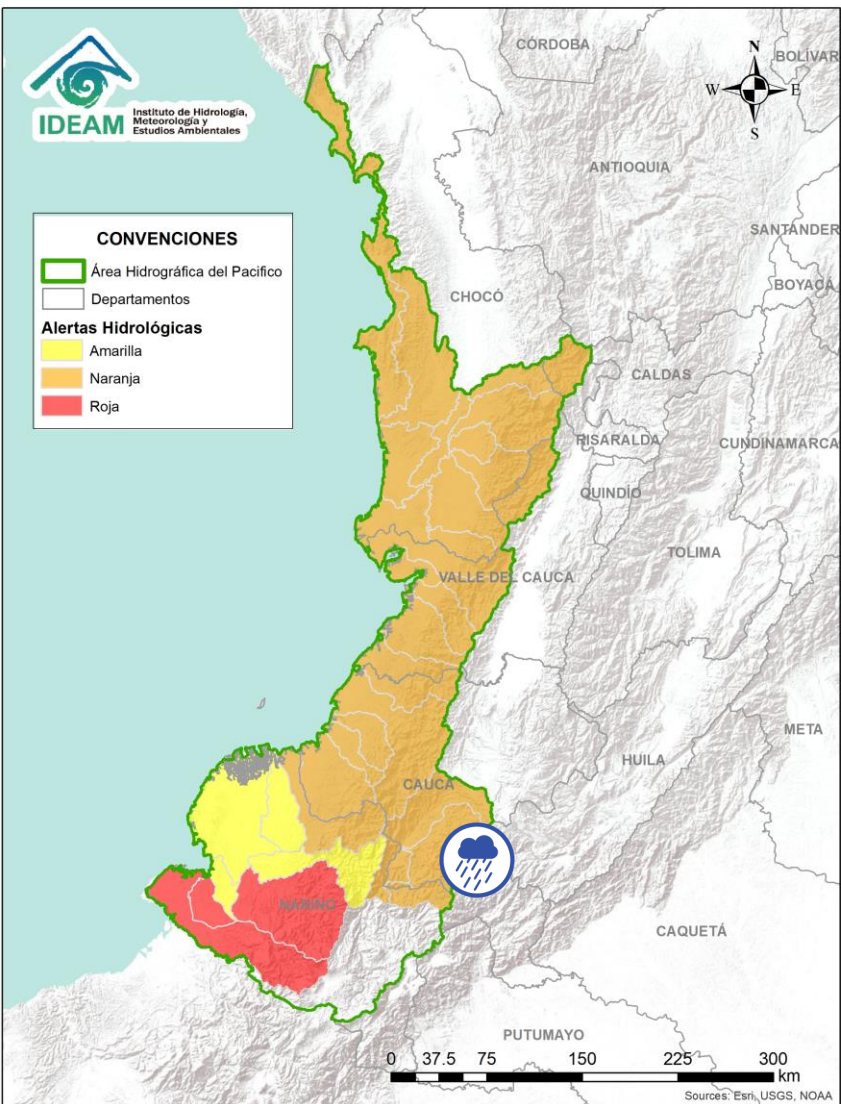 IDEAM
Instituto de Hidrología,
Meteorología y
Estudios Ambientales
CÓRDOBA
BOLÍVAR
N
W
E
S
ANTIOQUIA
SANTANDER
BOYACÁ
CONVENCIONES
Área Hidrográfica del Pacifico
Departamentos
Alertas Hidrológicas
Amarilla
Naranja
Roja
CHOCÓ
CALDAS
RISARALDA
CUNDINAMARCA
QUINDÍO
TOLIMA
VALLE DEL CAUCA
META
HUILA
CAUCA
NARIÑO
CAQUETÁ
PUTUMAYO
0 37.5 75 150 225 300
km
Sources: Esri, USGS, NOAA